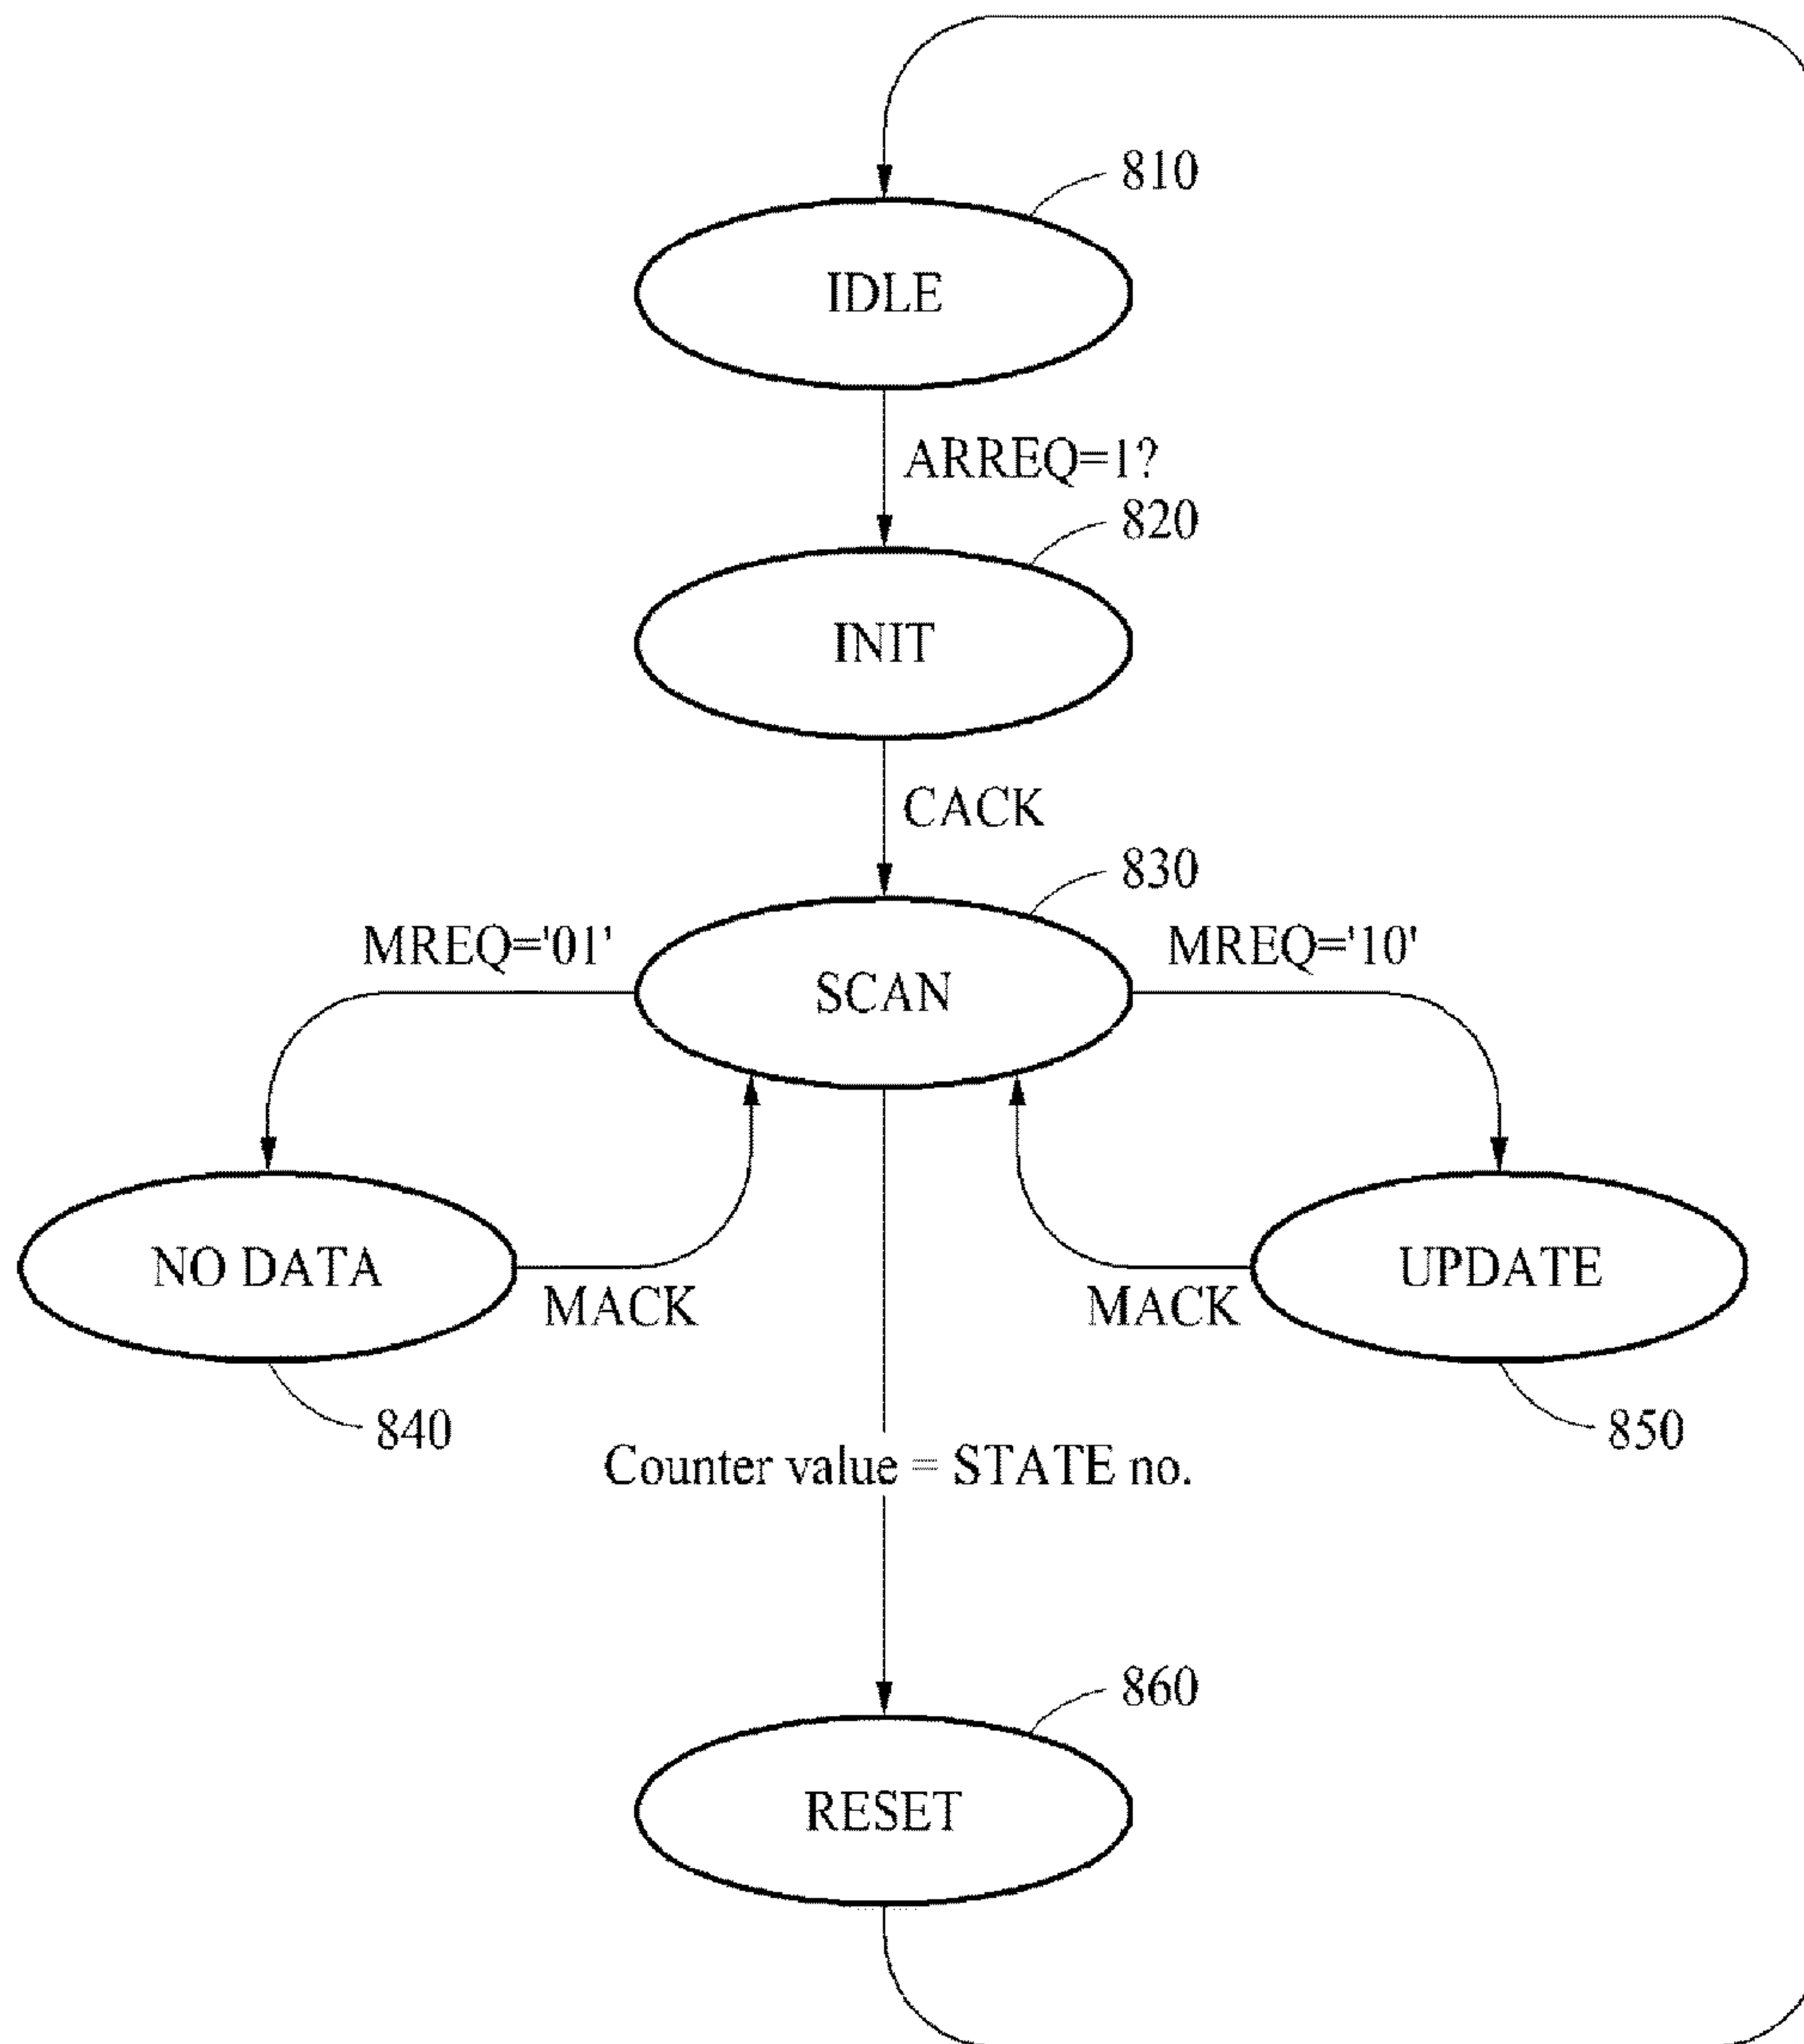 810
IDLE
ARREQ=1?
820
INIT
CACK
830
MREQ='01'
SCAN
MREQ='10'
NO DATA
MACK
MACK
UPDATE
840
850
Counter value = STATE no.
860
RESET